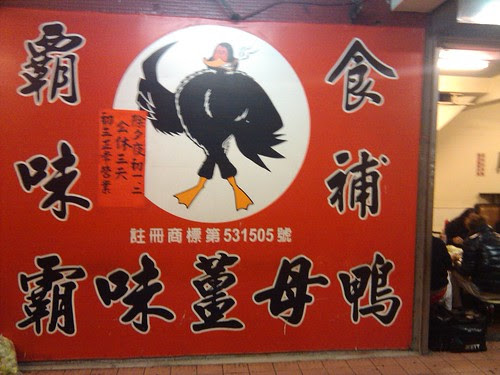 霸味
食補
除夕夜初一.二
公休三天
初三正常營業
註冊商標第531505號
霸味薑母鴨